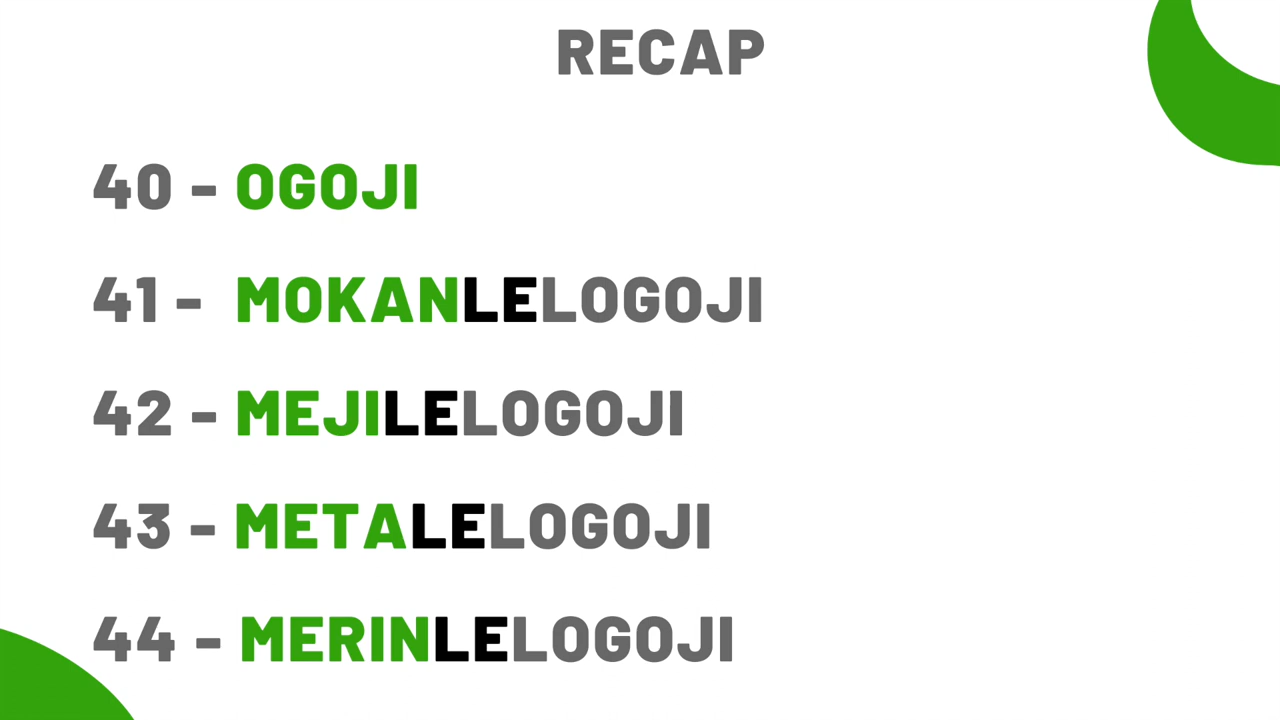 RECAP
40 - OGOJI
41 - MOKANLELOGOJI
42 - MEJILELOGOJI
43 - METALELOGOJI
44 - MERINLELOGOJI